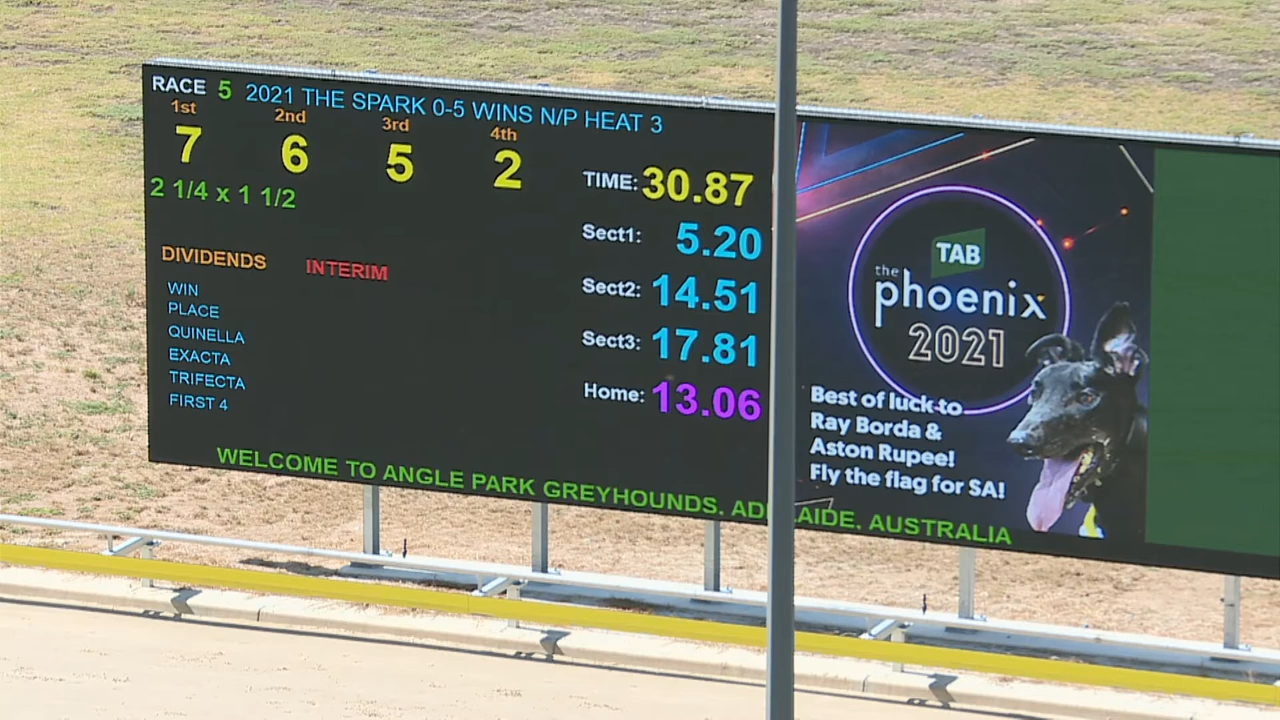 RACE 5 2021 THE SPARK 0-5 WINS N/P HEAT 3
1st 2nd 3rd 4th
7 6 5 2
2 1/4 x 1 1/2
TIME: 30.87
Sect1: 5.20
Sect2: 14.51
Sect3: 17.81
Home: 13.06
DIVIDENDS INTERIM
WIN
PLACE
QUINELLA
EXACTA
TRIFECTA
FIRST 4
WELCOME TO ANGLE PARK GREYHOUNDS, ADELAIDE, AUSTRALIA
TAB
the
phoenix
2021
Best of luck to
Ray Borda &
Aston Rupee!
Fly the flag for SA!